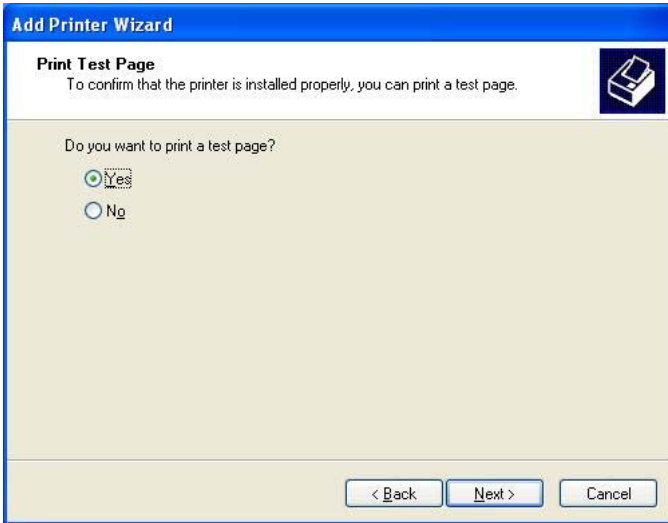 Add Printer Wizard
Print Test Page
To confirm that the printer is installed properly, you can print a test page.
Do you want to print a test page?
Yes
No
< Back Next > Cancel